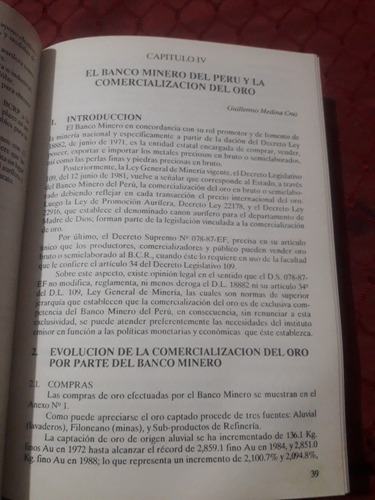 CAPITULO IV
EL BANCO MINERO DEL PERU Y LA
COMERCIALIZACION DEL ORO
Guillermo Medina Cruz
1. INTRODUCCION
El Banco Minero en concordancia con su rol promotor y de fomento de
la minería nacional y específicamente a partir de la dación del Decreto Ley
18882, de junio de 1971, es la entidad estatal encargada de comprar, vender,
poseer, exportar o importar los metales preciosos en bruto o semielaborados,
así como las perlas finas y piedras preciosas en bruto.
Posteriormente, la Ley General de Minería vigente, el Decreto Legislativo
109, del 12 junio de 1981, vuelve a señalar que corresponde al Estado, a través
del Banco Minero del Perú, la comercialización del oro en bruto o semielaborado
debiendo reflejar en cada transacción el precio internacional del oro.
Luego la Ley de Promoción Aurífera, Decreto Ley 22178, y el Decreto Ley
22916, que establece el denominado canon aurífero para el departamento de
Madre de Dios; forman parte de la legislación vinculada a la comercialización
de oro.
Por último, el Decreto Supremo Nº 078-87-EF, precisa en su artículo
único que los productores, comercializadores y público pueden vender oro
bruto o semielaborado al B.C.R., cuando éste lo requiere en uso de la facultad
que le confiere el artículo 34 del Decreto Legislativo 109.
Sobre este aspecto, existe opinión legal en el sentido que el D.S. 078-87-
EF no modifica, reglamenta, ni menos deroga el D.L. 18882 ni su artículo 34º
del D.L. 109, Ley General de Minería, las cuales son normas de superior
jerarquía que establecen que la comercialización del oro es de exclusiva competencia
del Banco Minero del Perú, en consecuencia, sin renunciar a esta
exclusividad, se puede atender preferentemente las necesidades del instituto
emisor en función a las políticas monetarias y económicas que éste establezca.
2. EVOLUCION DE LA COMERCIALIZACION DEL ORO
POR PARTE DEL BANCO MINERO
2.1. COMPRAS
Las compras de oro efectuadas por el Banco Minero se muestran en el
Anexo Nº 1.
Como puede apreciarse el oro captado procede de tres fuentes: Aluvial
(lavaderos), Filoneano (minas), y Sub-productos de Refinería.
La captación de oro de origen aluvial se ha incrementado de 136.1 Kg.
finos Au en 1972 hasta alcanzar el récord de 2,859.1 fino Au en 1984, y 2,851.0
Kg. fino Au en 1988; lo que representa un incremento de 2,100.7% y 2,094.8%,
39